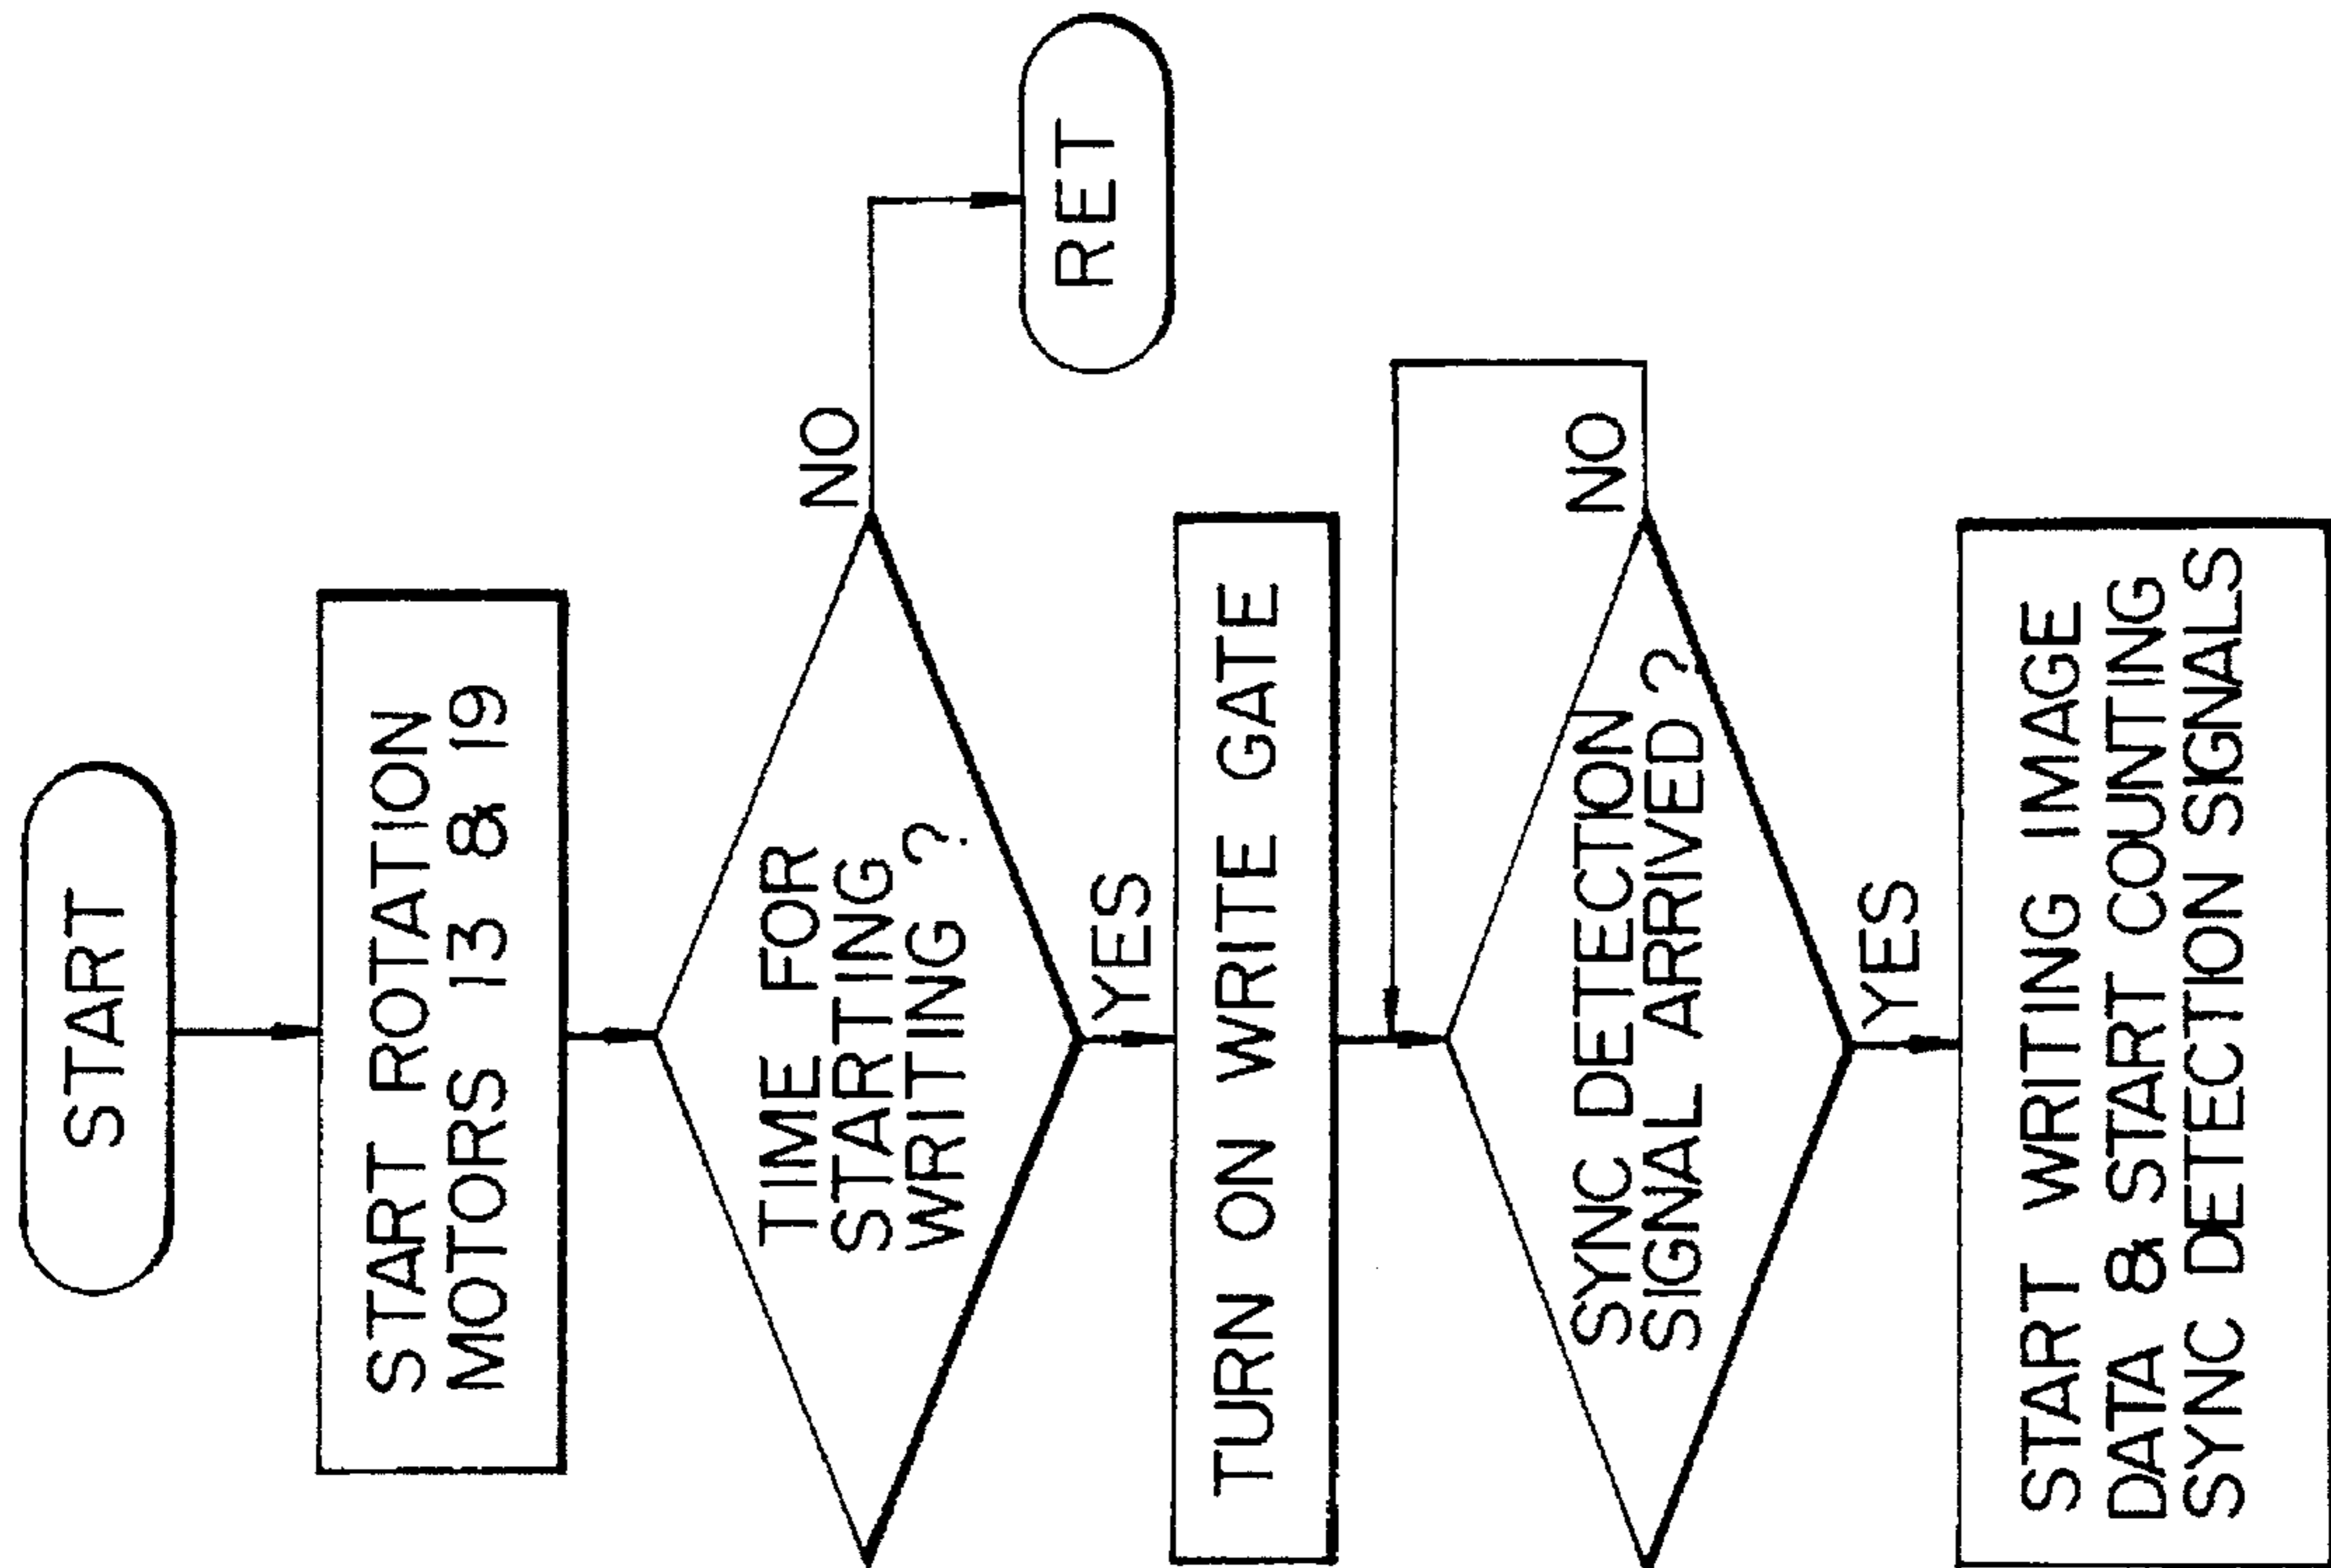 START
START ROTATION
MOTORS 13 & 19
TIME FOR
STARTING
WRITING ?
NO
RET
YES
TURN ON WRITE GATE
SYNC DETECTION
SIGNAL ARRIVED ?
NO
YES
START WRITING IMAGE
DATA & START COUNTING
SYNC DETECTION SIGNALS